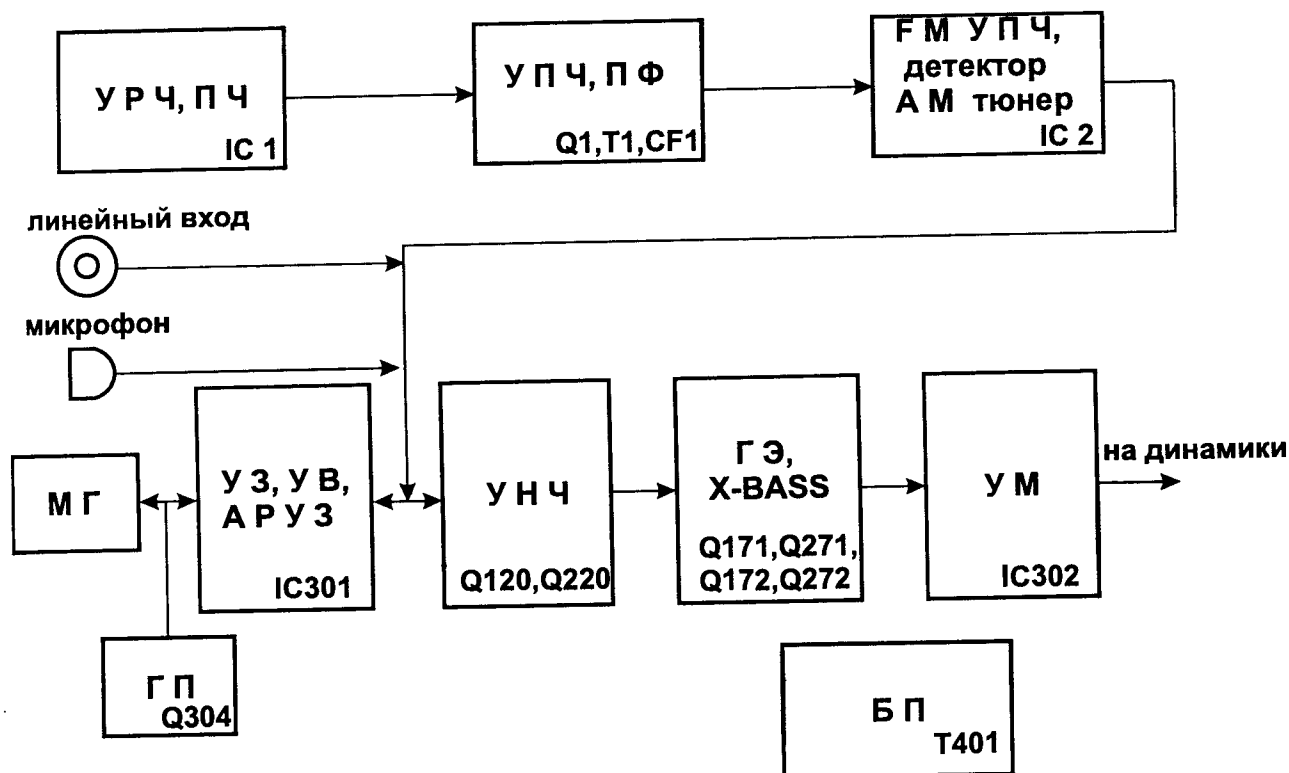 У Р Ч, П Ч
IC 1
У П Ч, П Ф
Q1,T1,CF1
F M У П Ч,
детектор
А М тюнер
IC 2
линейный вход
микрофон
М Г
У З, У В,
А Р У З
IC301
У Н Ч
Q120,Q220
Г Э,
X-BASS
Q171,Q271,
Q172,Q272
У М
IC302
на динамики
Г П
Q304
Б П
T401